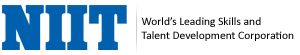 NIIT
World's Leading Skills and
Talent Development Corporation